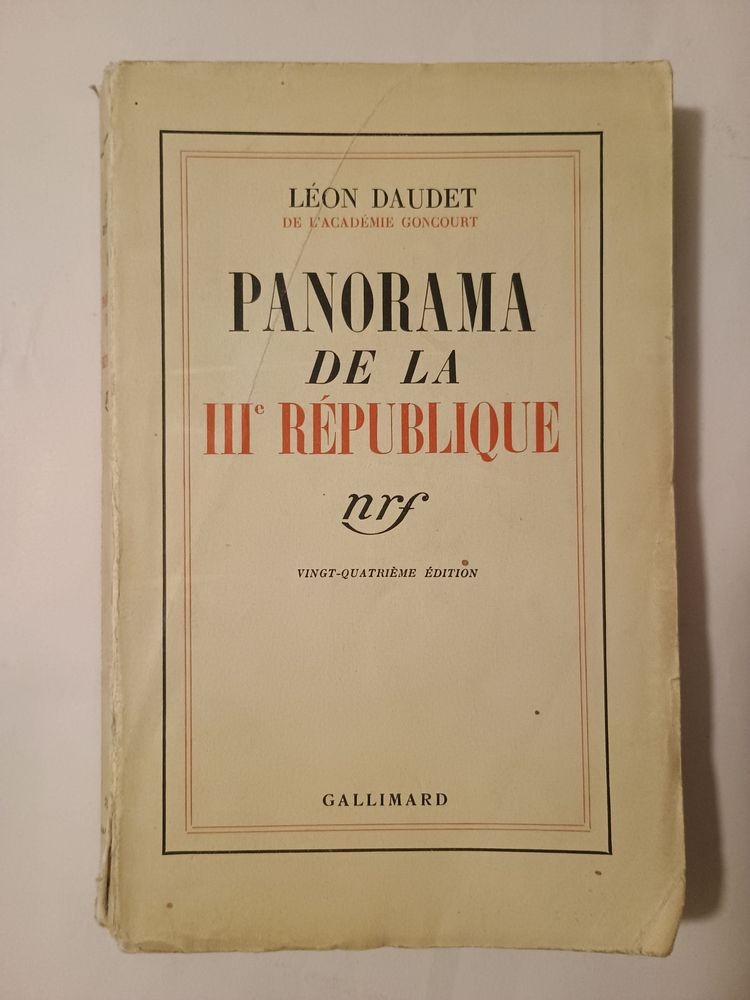 LÉON DAUDET
DE L'ACADÉMIE GONCOURT
PANORAMA
DE LA
IIIe RÉPUBLIQUE
nrf
VINGT-QUATRIÈME ÉDITION
GALLIMARD